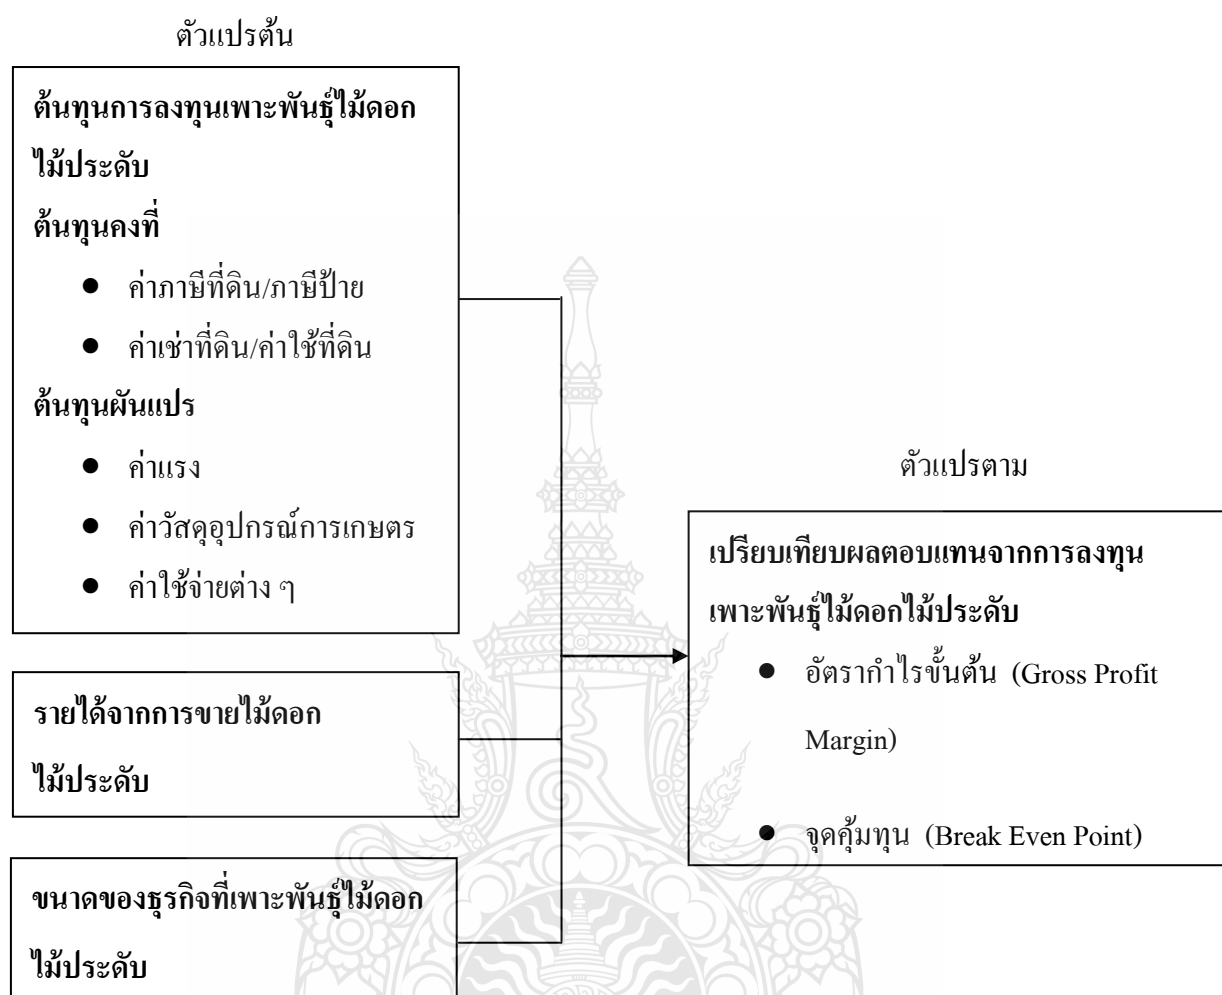 ตัวแปรต้น
ต้นทุนการลงทุนเพาะพันธุ์ไม้ดอก
ไม้ประดับ
ต้นทุนคงที่
● ค่าภาษีที่ดิน/ภาษีป้าย
● ค่าเช่าที่ดิน/ค่าใช้ที่ดิน
ต้นทุนผันแปร
● ค่าแรง
● ค่าวัสดุอุปกรณ์การเกษตร
● ค่าใช้จ่ายต่าง ๆ
รายได้จากการขายไม้ดอก
ไม้ประดับ
ขนาดของธุรกิจที่เพาะพันธุ์ไม้ดอก
ไม้ประดับ
ตัวแปรตาม
เปรียบเทียบผลตอบแทนจากการลงทุน
เพาะพันธุ์ไม้ดอกไม้ประดับ
● อัตรากำไรขั้นต้น (Gross Profit
Margin)
● จุดคุ้มทุน (Break Even Point)